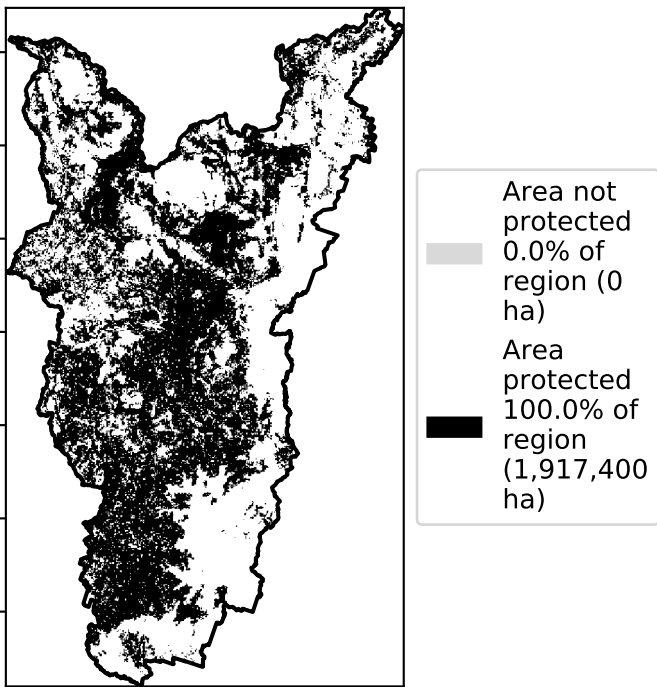 Area not
protected
0.0% of
region (0
ha)
Area
protected
100.0% of
region
(1,917,400
ha)